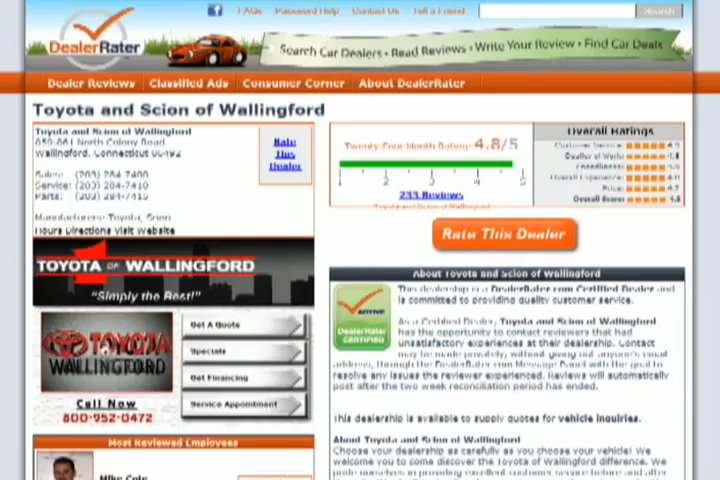 FAQs Password Help Contact Us Tell a Friend
Search
DealerRater
Search Car Dealers • Read Reviews • Write Your Review • Find Car Deals
Dealer Reviews Classified Ads Consumer Corner About DealerRater
Toyota and Scion of Wallingford
Toyota and Scion of Wallingford
North Colony Road
Wallingford, Connecticut
Sales: (203) 284-7400
Service: (203) 284-7410
Parts: (203) 284-7415
Manufacturers: Toyota, Scion
Hours Directions Visit Website
Rate
This
Dealer
Twenty-Four Month Rating: 4.8/5
1 2 3 4 5
233 Reviews
Toyota and Scion of Wallingford
Overall Ratings
Customer Service:
Quality of Work:
Friendliness:
Overall Experience:
Price:
Overall Score: 4.8
Rate This Dealer
TOYOTA OF WALLINGFORD
"Simply the Best!"
TOYOTA
WALLINGFORD
Call Now
800-952-0472
Get A Quote
Specials
Get Financing
Service Appointment
Most Reviewed Employees
Mike Cole
About Toyota and Scion of Wallingford
ACTIVE
DealerRater
CERTIFIED
This dealership is a DealerRater.com Certified Dealer and
is committed to providing quality customer service.
As a Certified Dealer, Toyota and Scion of Wallingford
has the opportunity to contact reviewers that had
unsatisfactory experiences at their dealership. Contact
may be made privately, without giving out anyone's email
address, through the DealerRater.com Message Panel with the goal to
resolve any issues the reviewer experienced. Reviews will automatically
post after the two week reconciliation period has ended.
This dealership is available to supply quotes for vehicle inquiries.
About Toyota and Scion of Wallingford
Choose your dealership as carefully as you choose your vehicle! We
welcome you to come discover the Toyota of Wallingford difference. We
pride ourselves in providing excellent customer service before and after